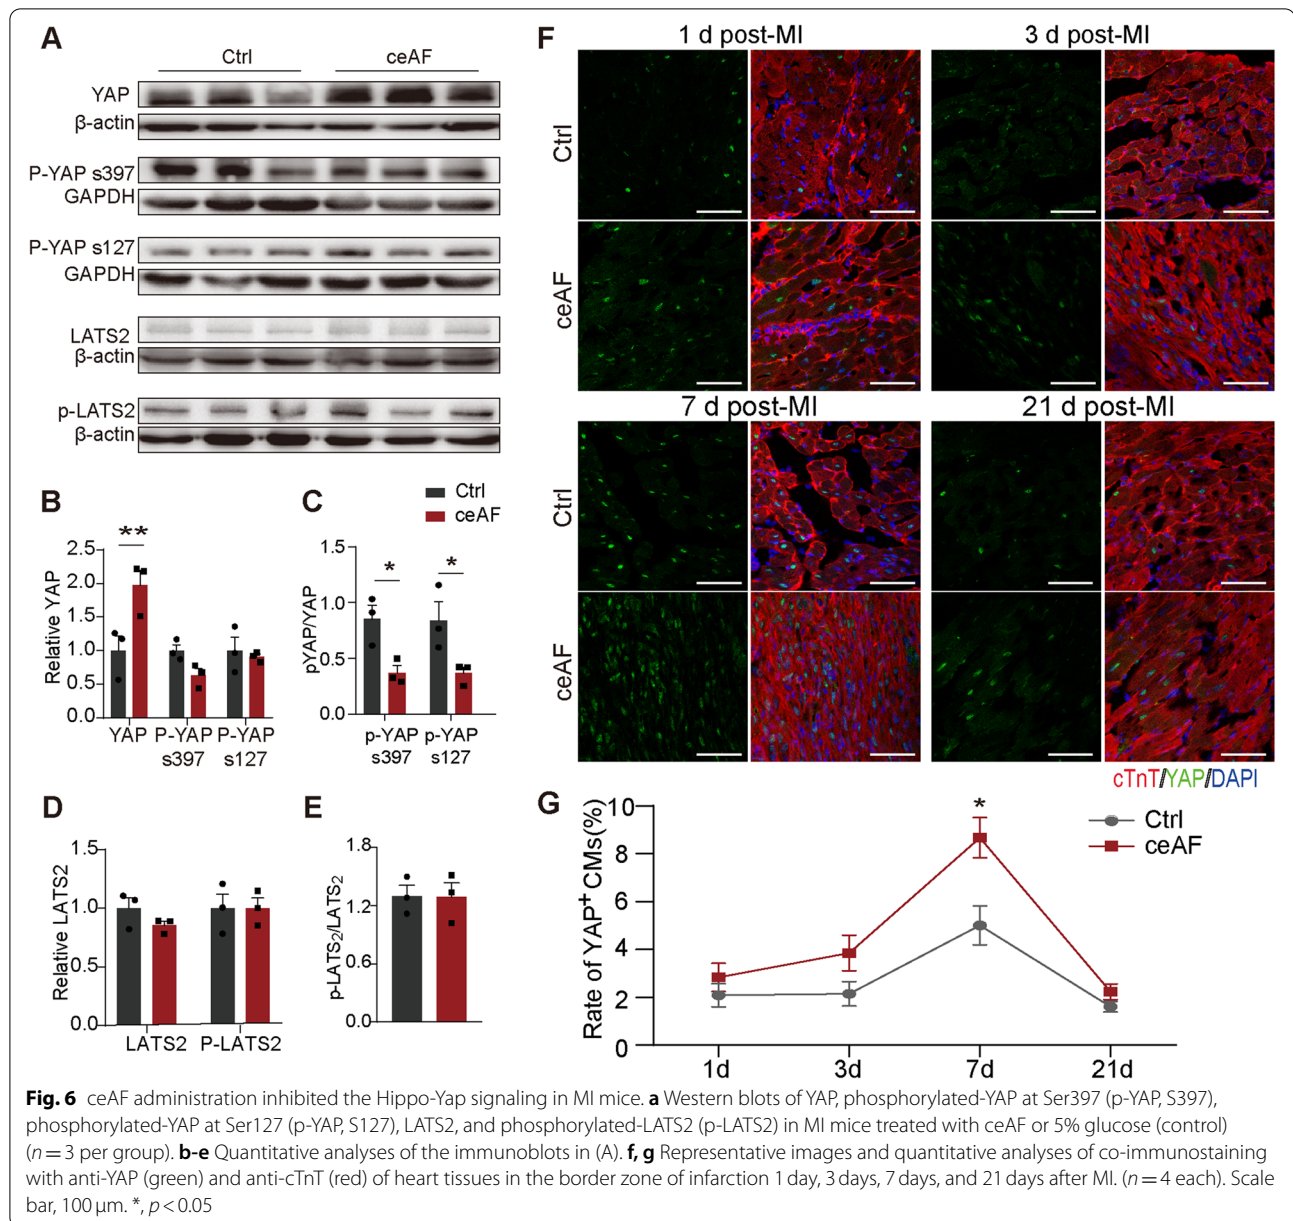 A
Ctrl ceAF
YAP
β-actin
P-YAP s397
GAPDH
P-YAP s127
GAPDH
LATS2
β-actin
p-LATS2
β-actin
B
Relative YAP
2.5
2.0
1.5
1.0
0.5
0.0
**
YAP P-YAP P-YAP
s397 s127
C
Ctrl
ceAF
pYAP/YAP
1.5
1.0
0.5
0.0
* *
p-YAP p-YAP
s397 s127
D
Relative LATS2
1.5
1.0
0.5
0.0
LATS2 P-LATS2
E
p-LATS2/LATS2
1.8
1.2
0.6
0.0
F
1 d post-MI 3 d post-MI
Ctrl
ceAF
7 d post-MI 21 d post-MI
Ctrl
ceAF
cTnT/YAP/DAPI
G
Rate of YAP⁺ CMs(%)
10
8
6
4
2
0
*
Ctrl
ceAF
1d 3d 7d 21d
Fig. 6 ceAF administration inhibited the Hippo-Yap signaling in MI mice. a Western blots of YAP, phosphorylated-YAP at Ser397 (p-YAP, S397),
phosphorylated-YAP at Ser127 (p-YAP, S127), LATS2, and phosphorylated-LATS2 (p-LATS2) in MI mice treated with ceAF or 5% glucose (control)
(n = 3 per group). b-e Quantitative analyses of the immunoblots in (A). f, g Representative images and quantitative analyses of co-immunostaining
with anti-YAP (green) and anti-cTnT (red) of heart tissues in the border zone of infarction 1 day, 3 days, 7 days, and 21 days after MI. (n = 4 each). Scale
bar, 100 μm. *, p < 0.05